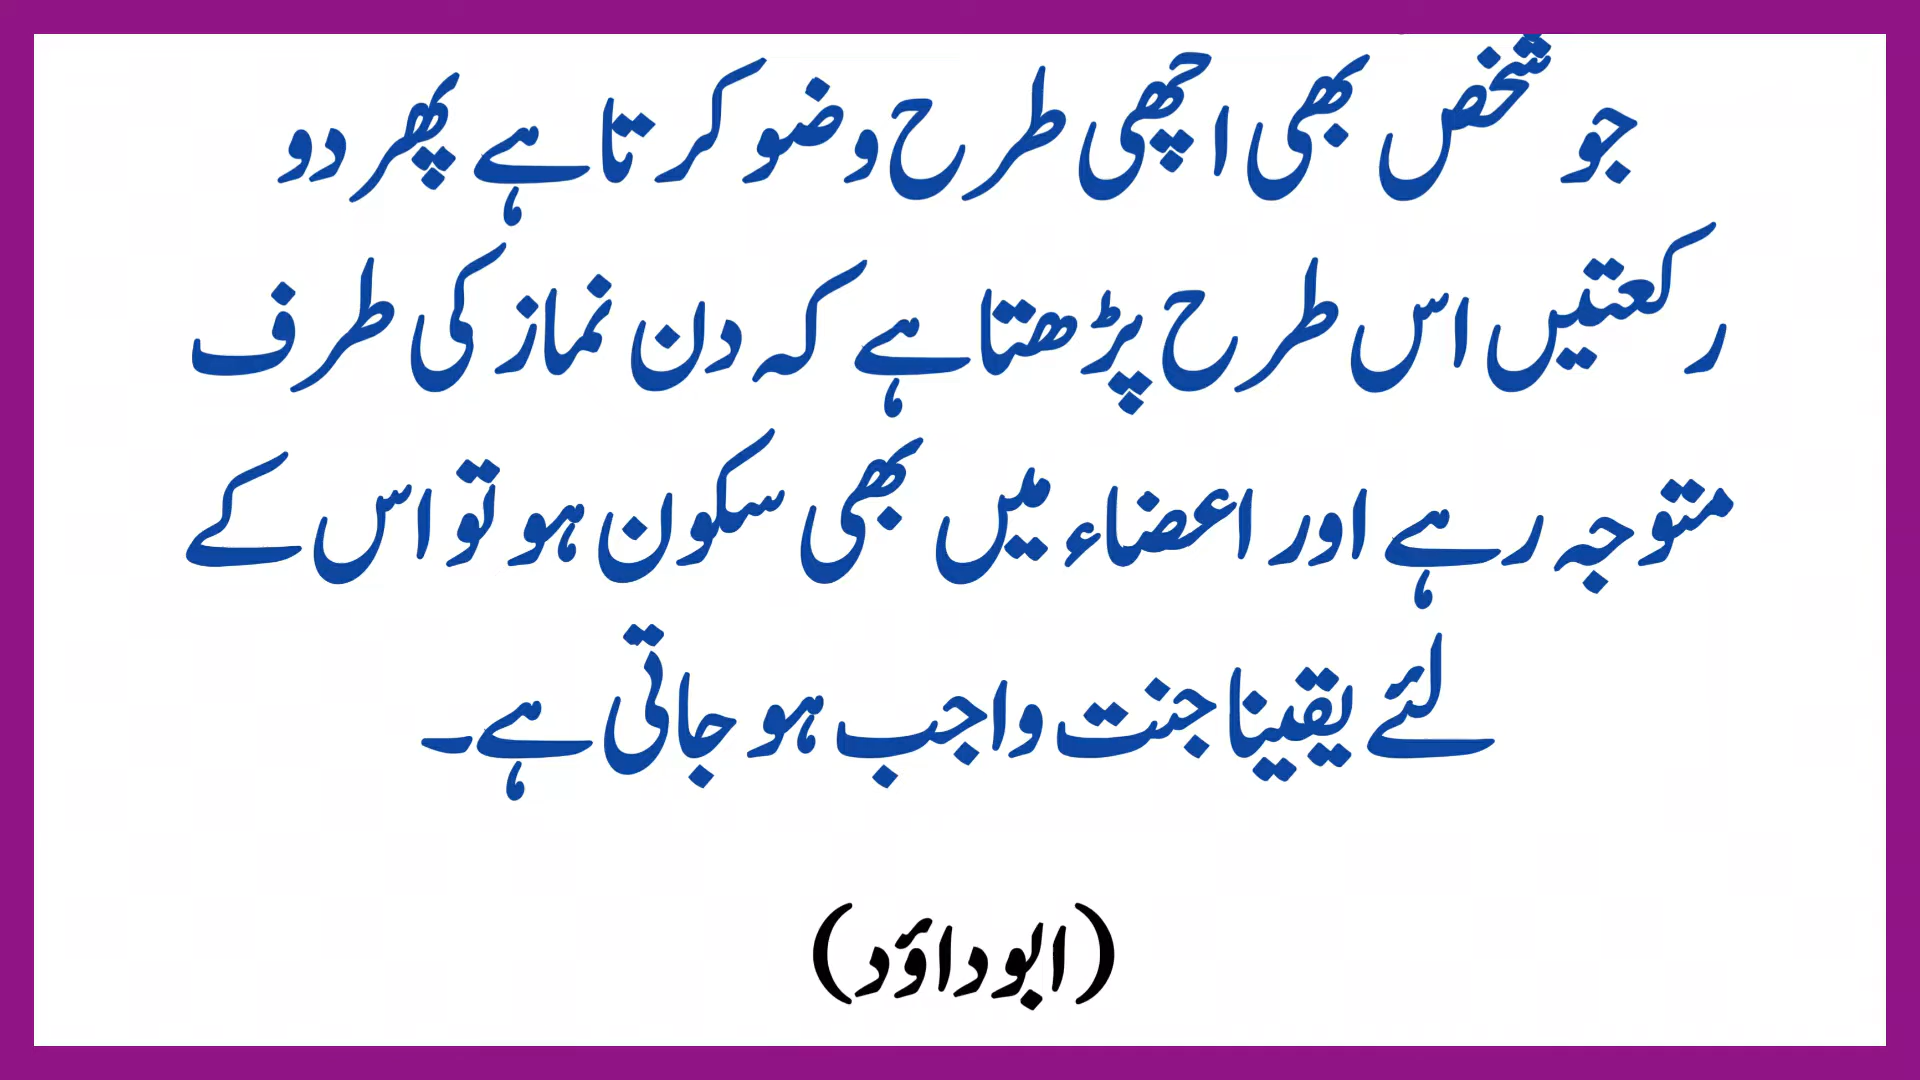 جو شخص بھی اچھی طرح وضو کرتا ہے پھر دو
رکعتیں اس طرح پڑھتا ہے کہ دن نماز کی طرف
متوجہ رہے اور اعضاء میں بھی سکون ہو تو اس کے
لئے یقینا جنت واجب ہو جاتی ہے۔
(ابوداؤد)